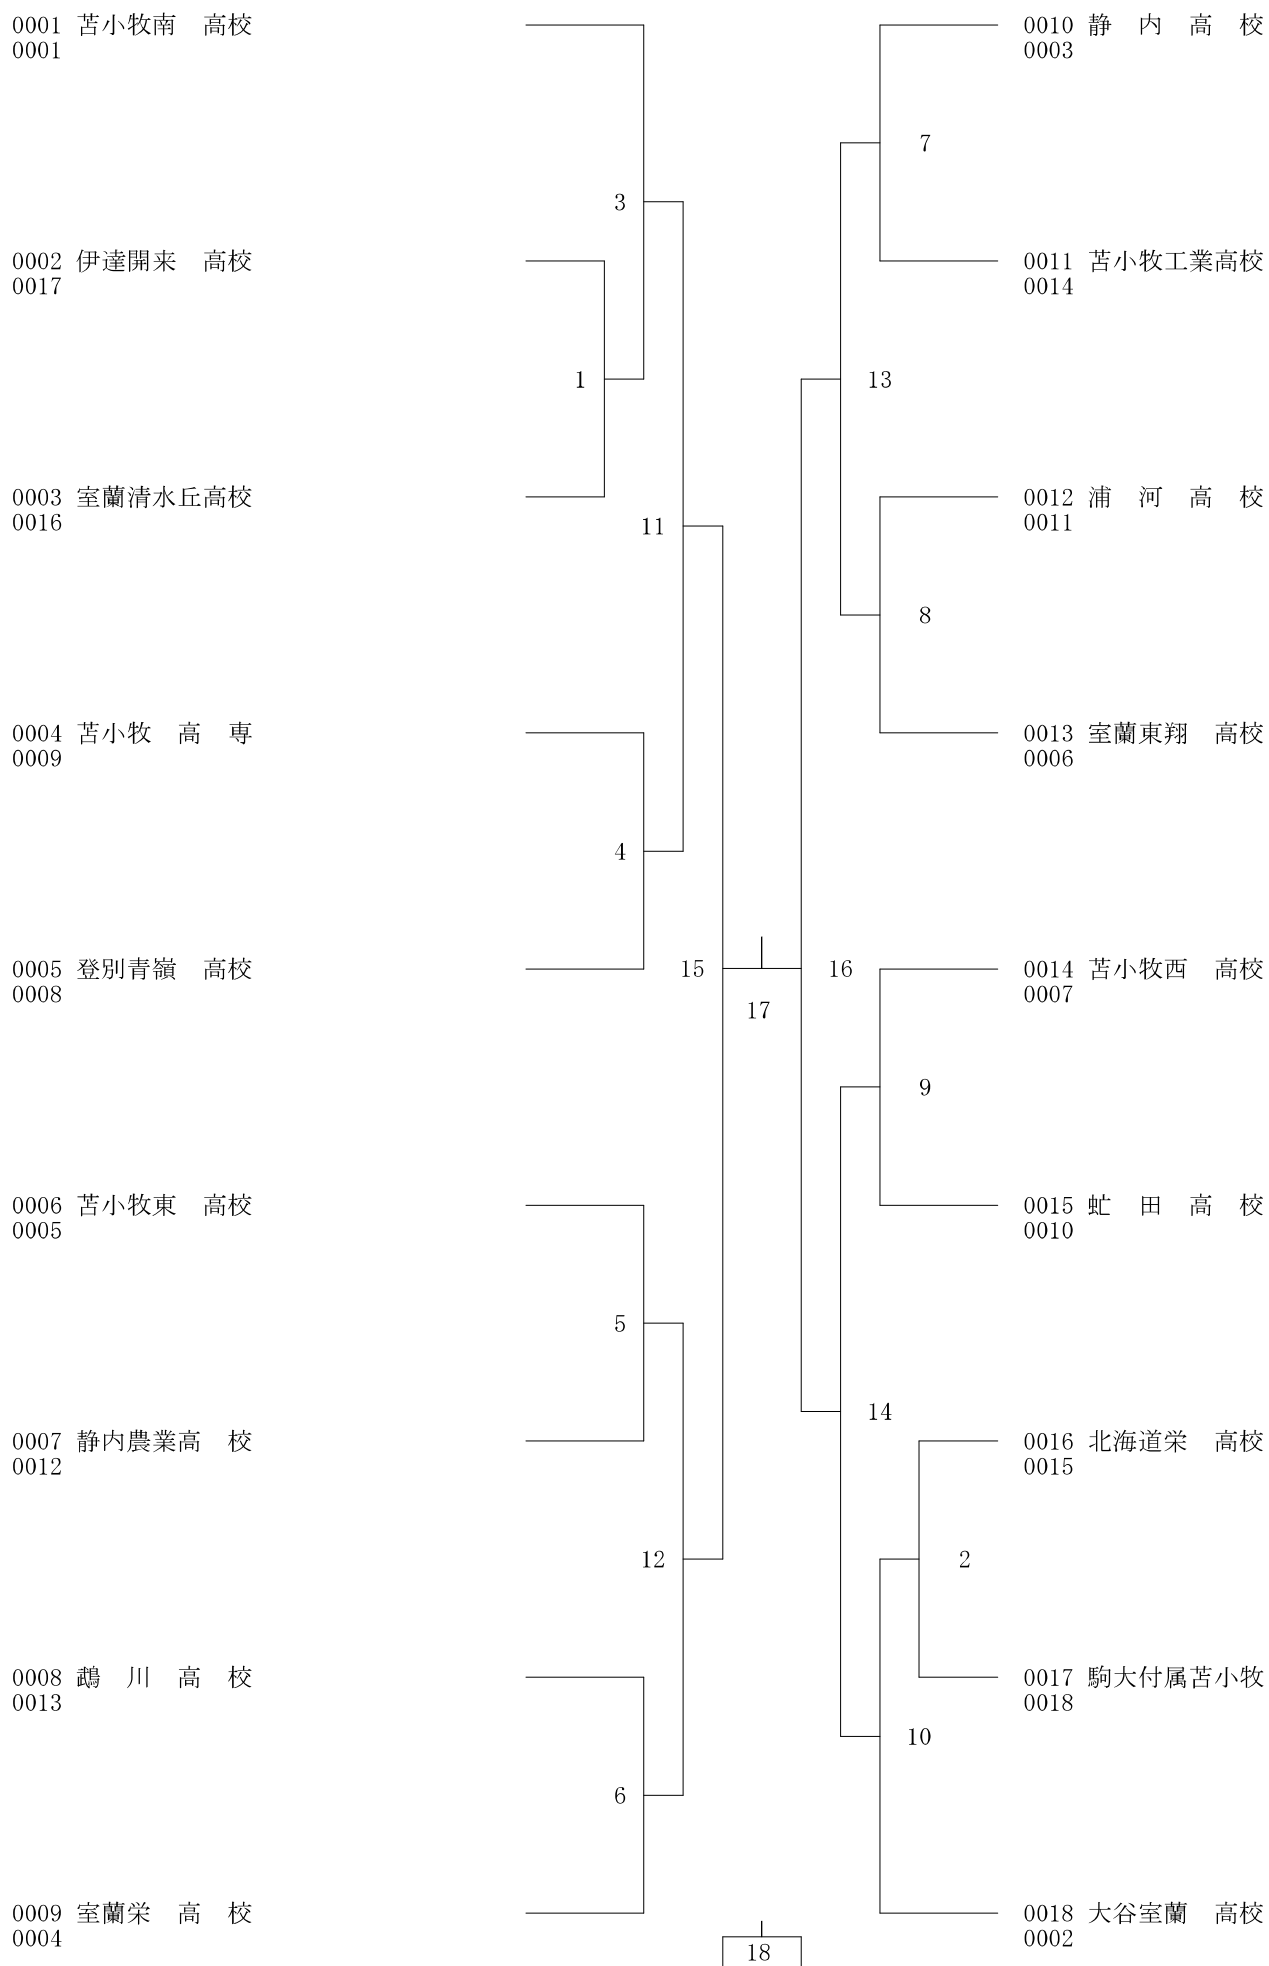 0001 苫小牧南　高校
0001
3
0002 伊達開来　高校
0017
1
0003 室蘭清水丘高校
0016
11
0004 苫小牧　高　専
0009
4
0005 登別青嶺　高校
0008
15
17
0006 苫小牧東　高校
0005
5
0007 静内農業高　校
0012
12
0008 鵡　川　高　校
0013
6
0009 室蘭栄　高　校
0004
18
0010 静　内　高　校
0003
7
0011 苫小牧工業高校
0014
13
0012 浦　河　高　校
0011
8
0013 室蘭東翔　高校
0006
16
0014 苫小牧西　高校
0007
9
0015 虻　田　高　校
0010
14
0016 北海道栄　高校
0015
2
0017 駒大付属苫小牧
0018
10
0018 大谷室蘭　高校
0002